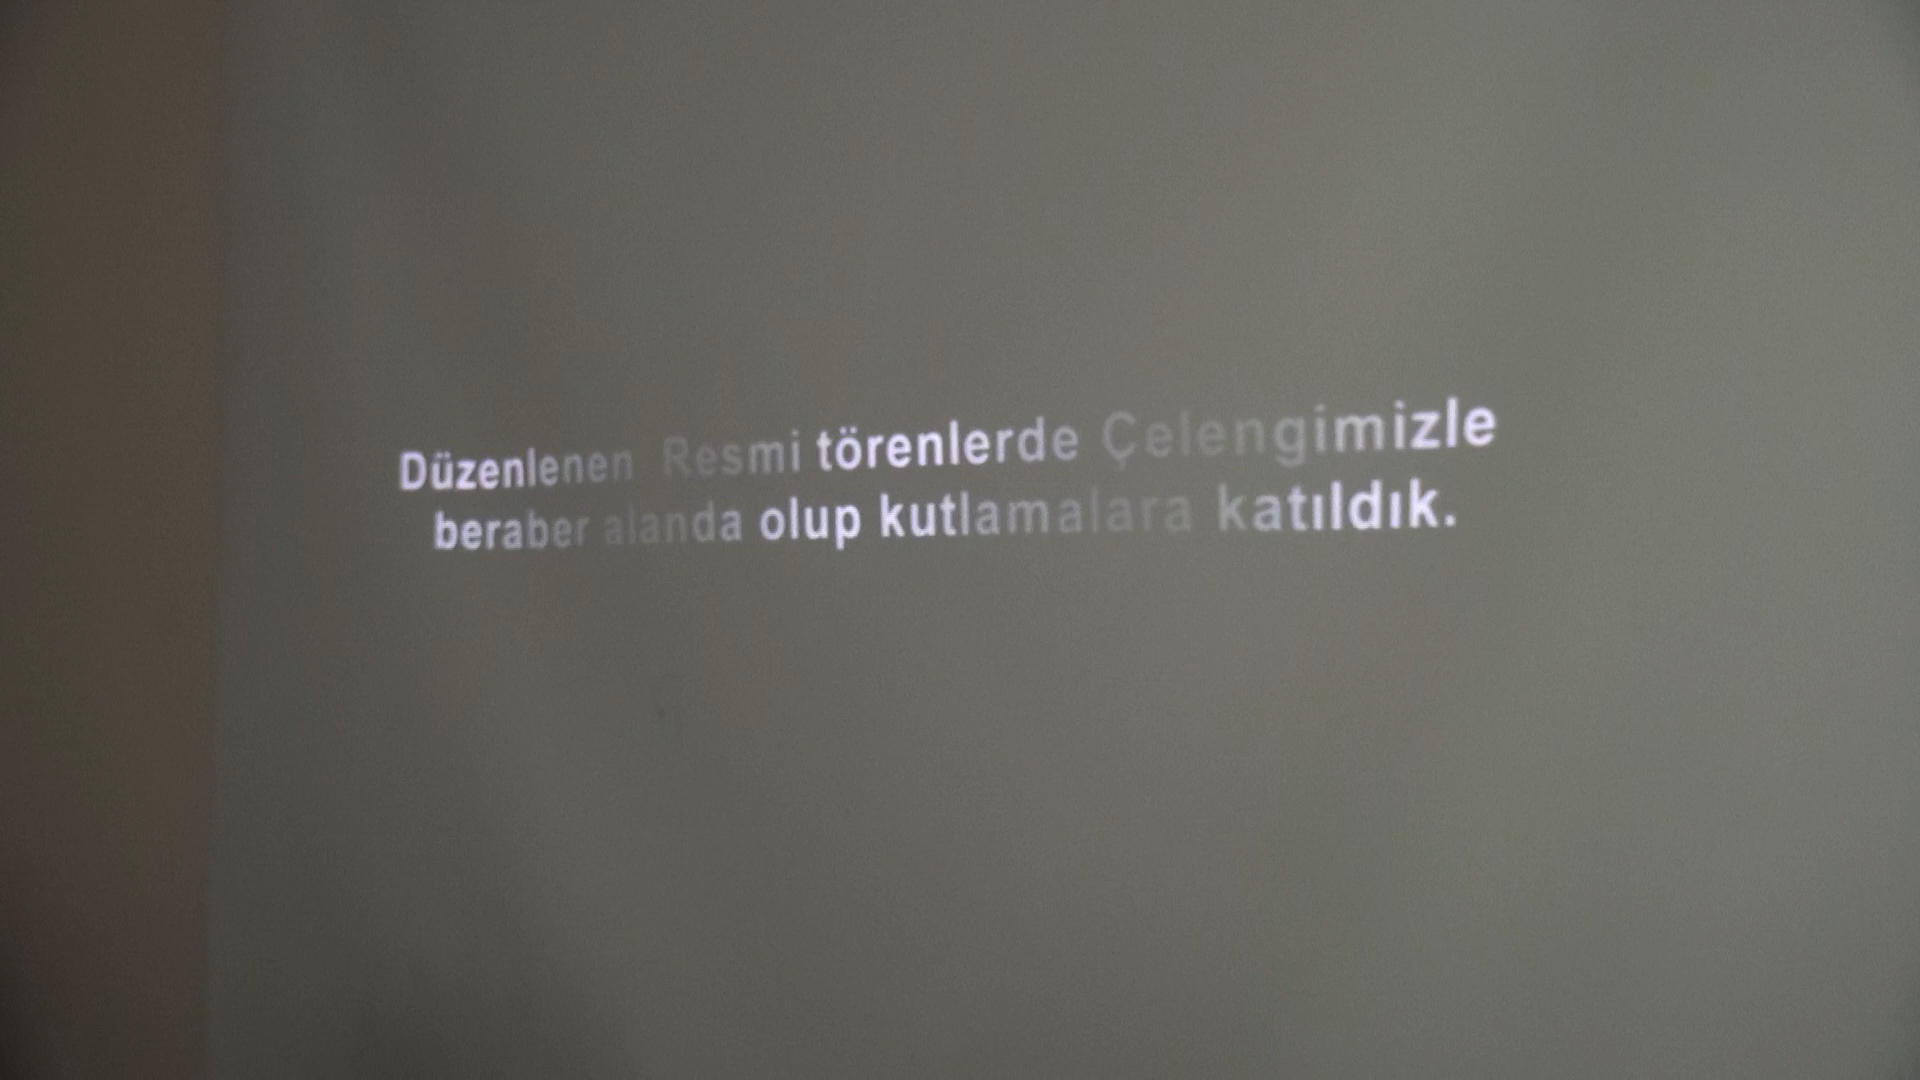 Düzenlenen Resmi törenlerde Çelengimizle
beraber alanda olup kutlamalara katıldık.